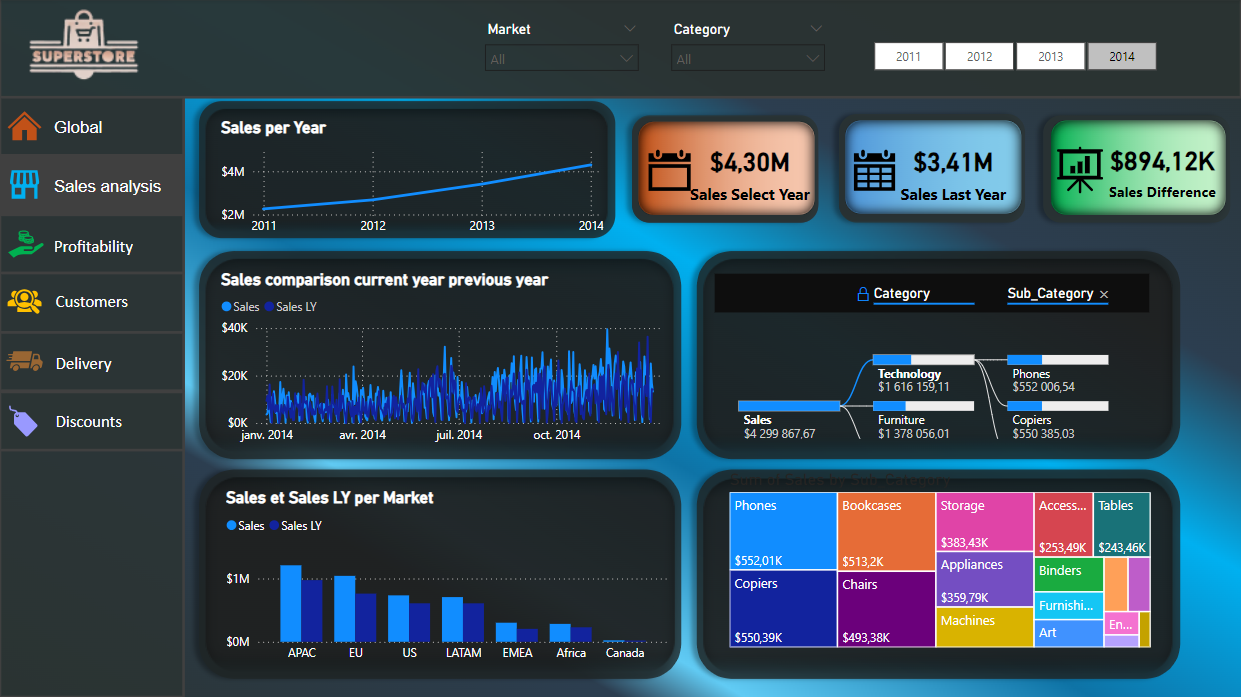 SUPERSTORE
Market
All
Category
All
2011
2012
2013
2014
Global
Sales analysis
Profitability
Customers
Delivery
Discounts
Sales per Year
$4M
$2M
2011
2012
2013
2014
$4,30M
Sales Select Year
$3,41M
Sales Last Year
$894,12K
Sales Difference
Sales comparison current year previous year
Sales
Sales LY
$40K
$20K
$0K
janv. 2014
avr. 2014
juil. 2014
oct. 2014
Category
Sub_Category
Technology
$1 616 159,11
Phones
$552 006,54
Sales
$4 299 867,67
Furniture
$1 378 056,01
Copiers
$550 385,03
Sales et Sales LY per Market
Sales
Sales LY
$1M
$0M
APAC
EU
US
LATAM
EMEA
Africa
Canada
Sum of Sales by Sub_Category
Phones
$552,01K
Copiers
$550,39K
Bookcases
$513,2K
Chairs
$493,38K
Storage
$383,43K
Appliances
$359,79K
Machines
Access...
$253,49K
Tables
$243,46K
Binders
Furnishi...
Art
En...